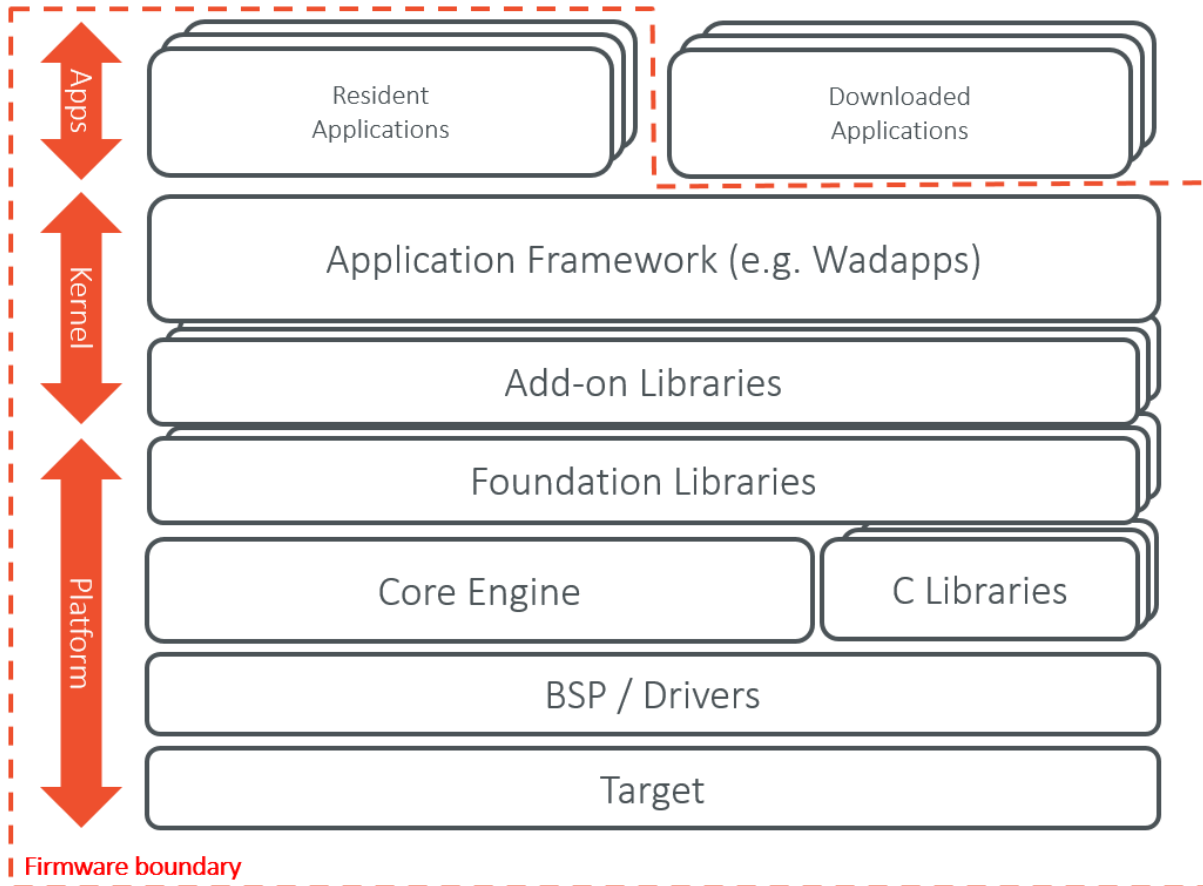 Apps
Resident
Applications
Downloaded
Applications
Kernel
Application Framework (e.g. Wadapps)
Add-on Libraries
Platform
Foundation Libraries
Core Engine
C Libraries
BSP / Drivers
Target
Firmware boundary